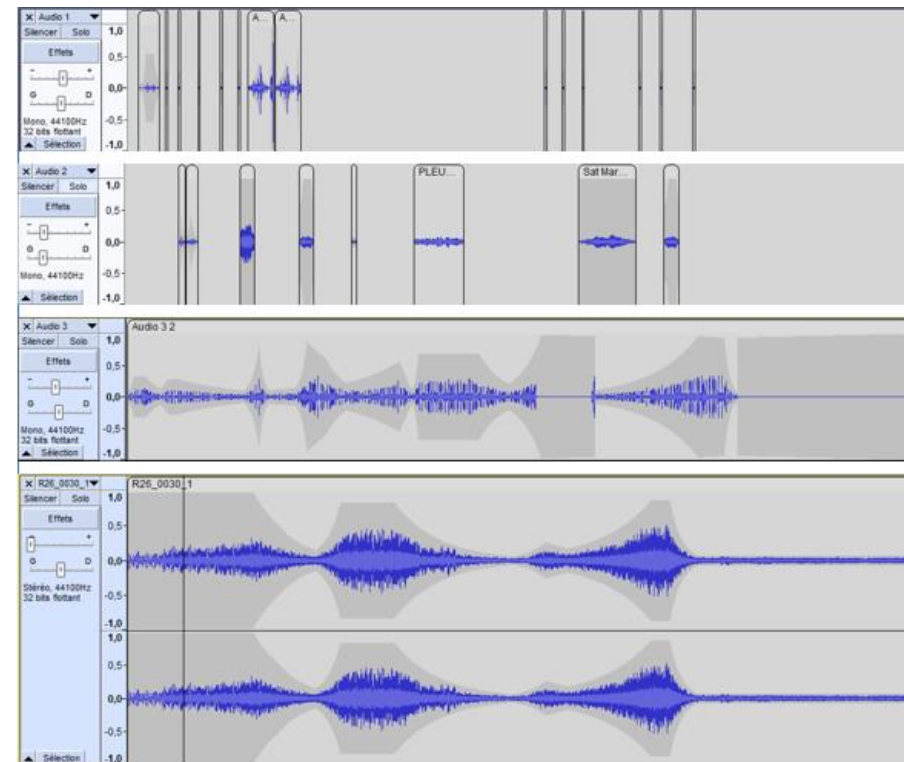 Audio 1
A... A...
Silencer Solo
1,0
Effets
0,5
- +
0,0
G D
Mono, 44100Hz
32 bits flottant
-0,5
Sélection
-1,0
Audio 2
PLEU...
Sat Mar...
Silencer Solo
1,0
Effets
0,5
- +
0,0
G D
Mono, 44100Hz
-0,5
Sélection
-1,0
Audio 3
Audio 3 2
Silencer Solo
1,0
Effets
0,5
- +
0,0
G D
Mono, 44100Hz
32 bits flottant
-0,5
Sélection
-1,0
R26_0030_1
R26_0030_1
Silencer Solo
1,0
Effets
0,5
- +
0,0
G D
Stéréo, 44100Hz
32 bits flottant
-0,5
-1,0
1,0
0,5
0,0
-0,5
Sélection
-1,0